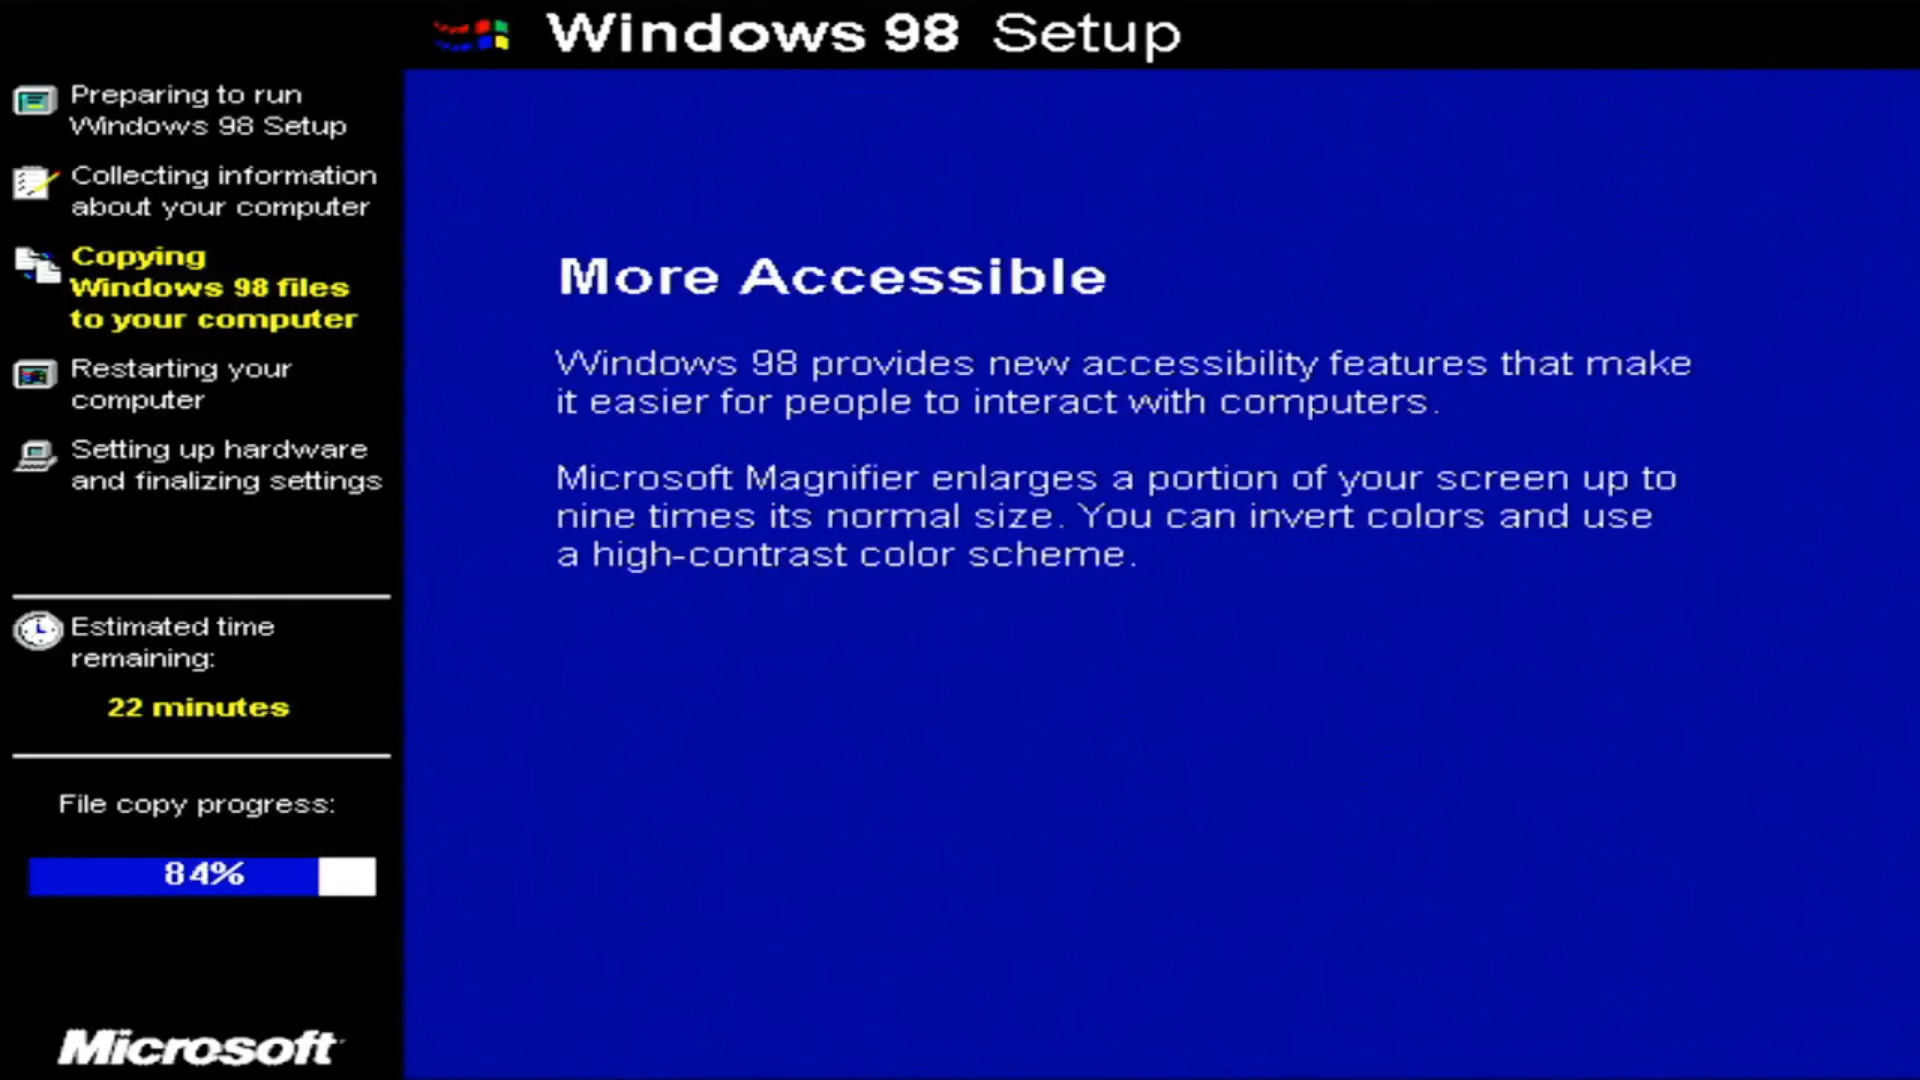 Windows 98 Setup
Preparing to run
Windows 98 Setup
Collecting information
about your computer
Copying
Windows 98 files
to your computer
Restarting your
computer
Setting up hardware
and finalizing settings
Estimated time
remaining:
22 minutes
File copy progress:
84%
Microsoft
More Accessible
Windows 98 provides new accessibility features that make
it easier for people to interact with computers.
Microsoft Magnifier enlarges a portion of your screen up to
nine times its normal size. You can invert colors and use
a high-contrast color scheme.